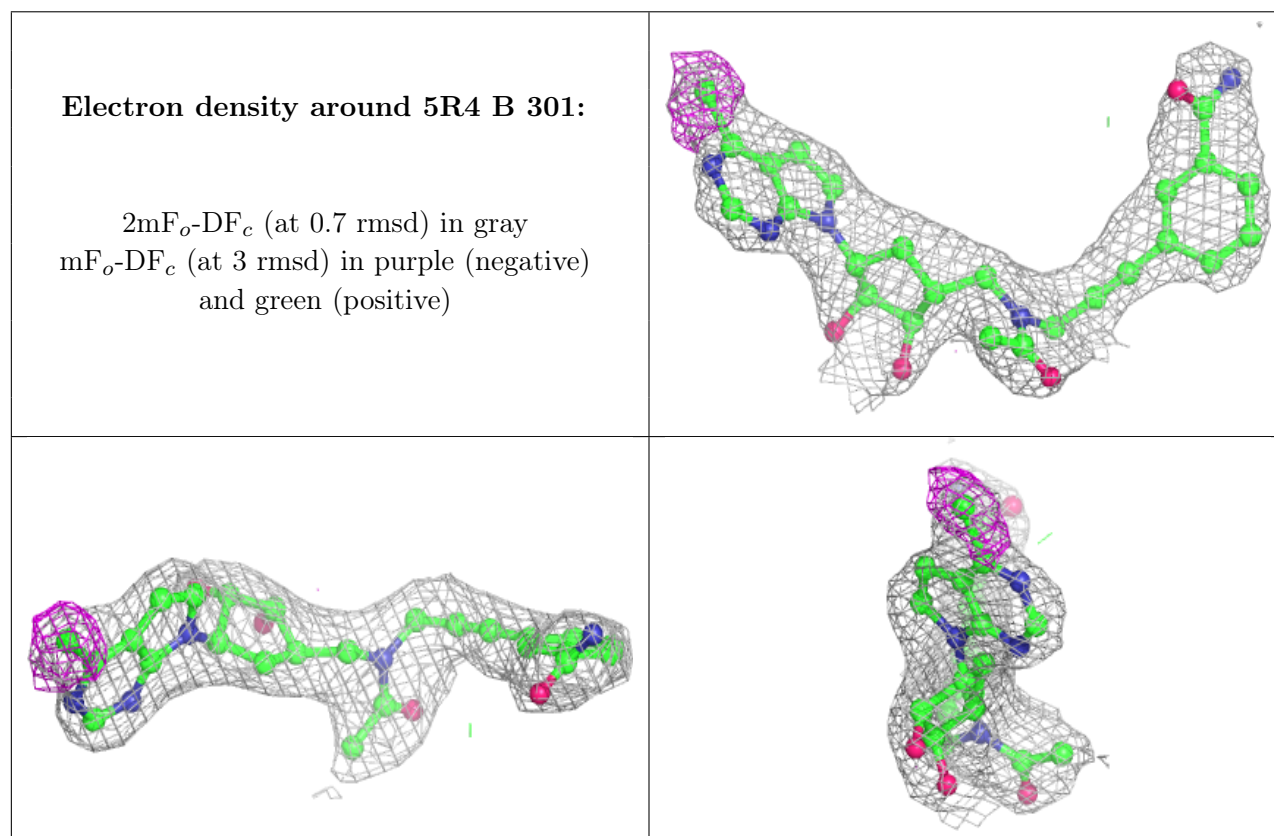 Electron density around 5R4 B 301:
2mFo-DFc (at 0.7 rmsd) in gray
mFo-DFc (at 3 rmsd) in purple (negative)
and green (positive)